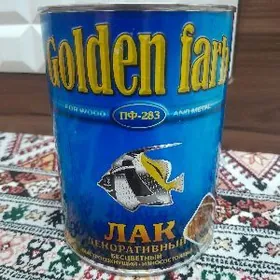 Golden farb
FOR WOOD ПФ-283 AND METAL
ЛАК
ДЕКОРАТИВНЫЙ
БЕСЦВЕТНЫЙ